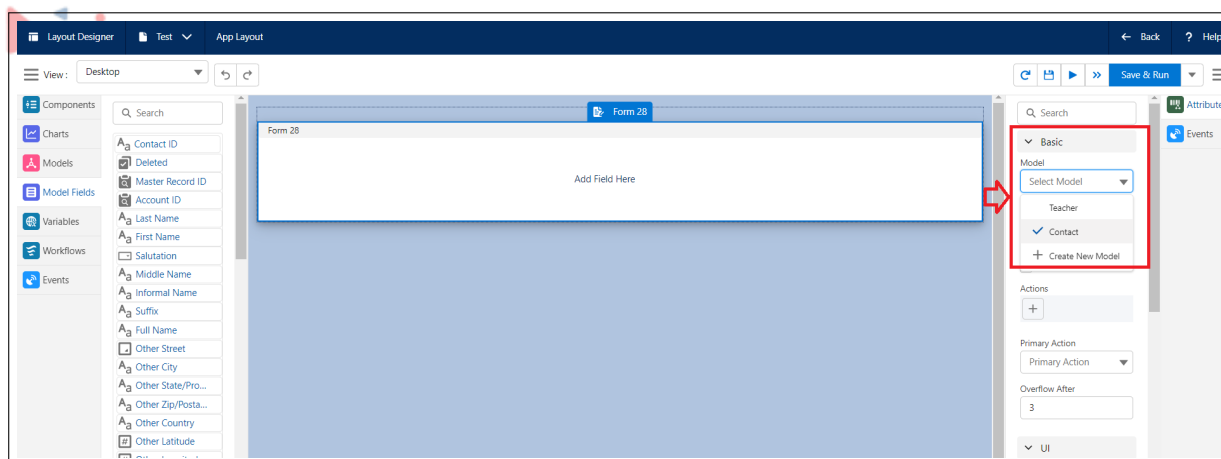 Layout Designer
Test
App Layout
Back
? Help
View :
Desktop
Save & Run
Components
Charts
Models
Model Fields
Variables
Workflows
Events
Search
Contact ID
Deleted
Master Record ID
Account ID
Last Name
First Name
Salutation
Middle Name
Informal Name
Suffix
Full Name
Other Street
Other City
Other State/Pro...
Other Zip/Posta...
Other Country
Other Latitude
Form 28
Form 28
Add Field Here
Search
Basic
Model
Select Model
Teacher
Contact
Create New Model
Actions
Primary Action
Primary Action
Overflow After
3
UI
Attribute
Events